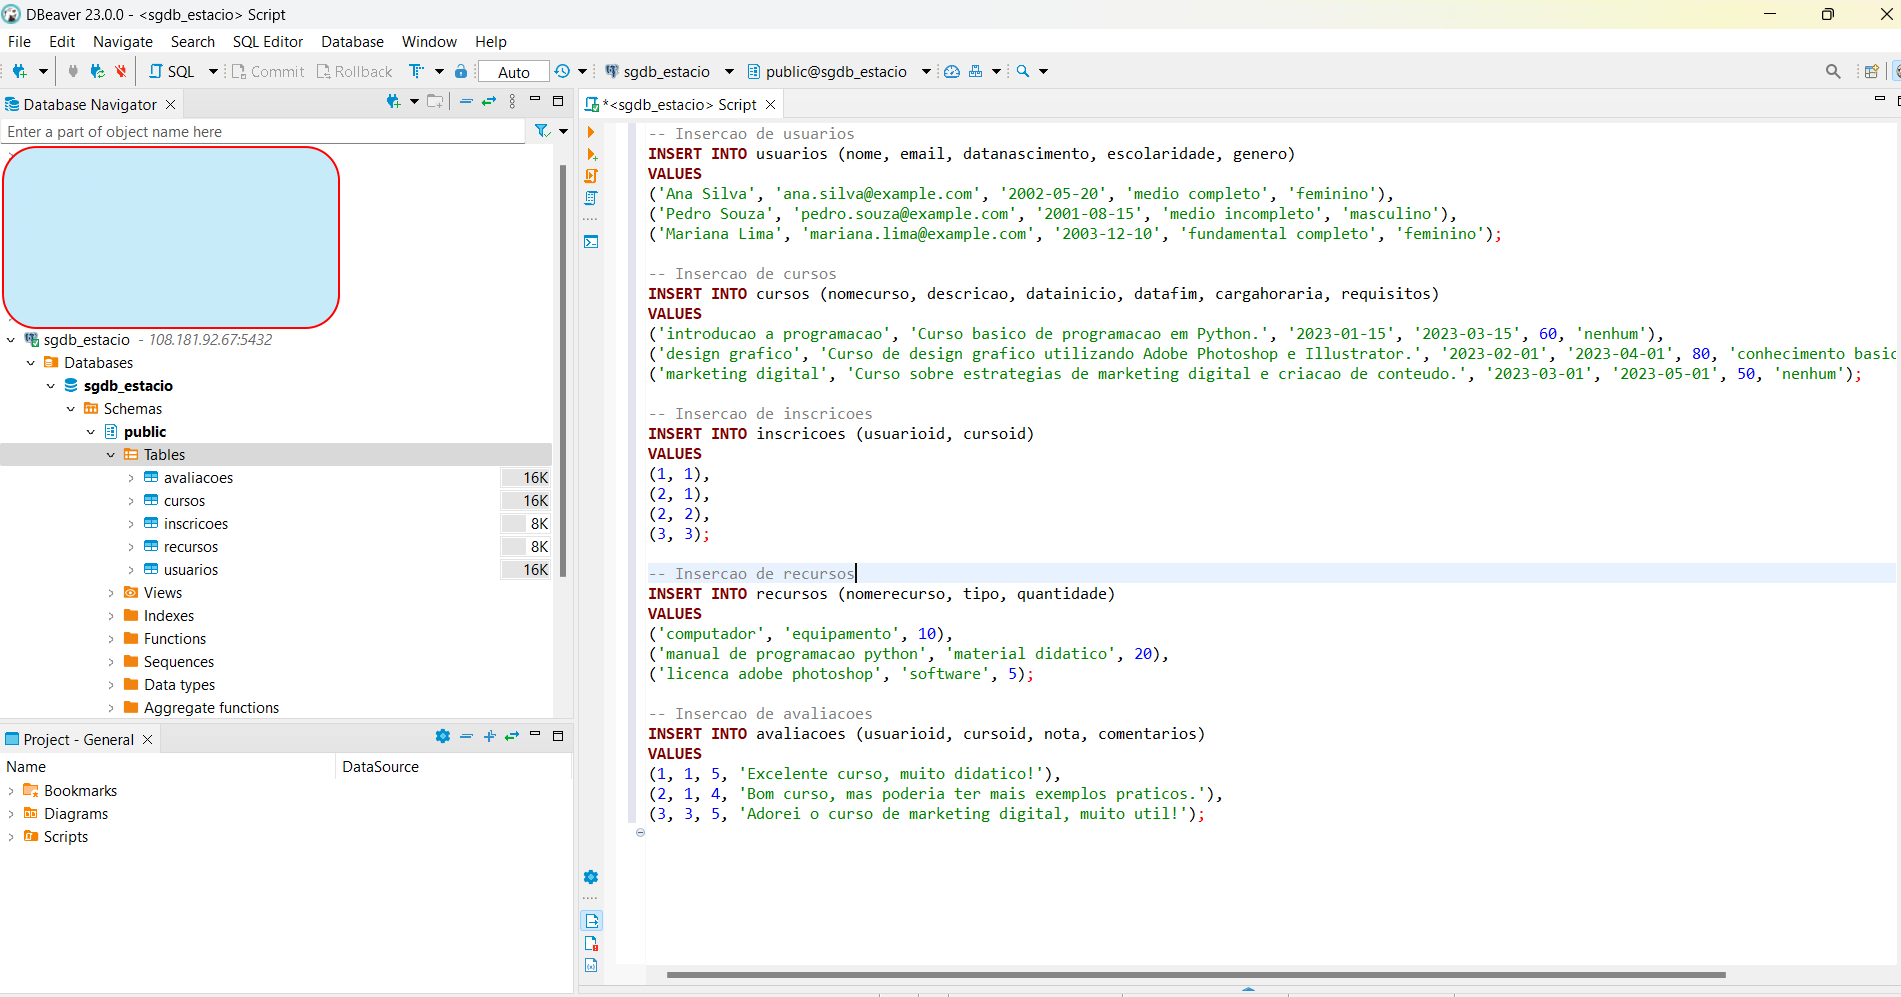 DBeaver 23.0.0 - <sgdb_estacio> Script
File Edit Navigate Search SQL Editor Database Window Help
SQL Commit Rollback Auto sgdb_estacio public@sgdb_estacio
Database Navigator
Enter a part of object name here
sgdb_estacio - 108.181.92.67:5432
Databases
sgdb_estacio
Schemas
public
Tables
avaliacoes 16K
cursos 16K
inscricoes 8K
recursos 8K
usuarios 16K
Views
Indexes
Functions
Sequences
Data types
Aggregate functions
Project - General
Name DataSource
Bookmarks
Diagrams
Scripts
*<sgdb_estacio> Script
-- Insercao de usuarios
INSERT INTO usuarios (nome, email, datanascimento, escolaridade, genero)
VALUES
('Ana Silva', 'ana.silva@example.com', '2002-05-20', 'medio completo', 'feminino'),
('Pedro Souza', 'pedro.souza@example.com', '2001-08-15', 'medio incompleto', 'masculino'),
('Mariana Lima', 'mariana.lima@example.com', '2003-12-10', 'fundamental completo', 'feminino');
-- Insercao de cursos
INSERT INTO cursos (nomecurso, descricao, datainicio, datafim, cargahoraria, requisitos)
VALUES
('introducao a programacao', 'Curso basico de programacao em Python.', '2023-01-15', '2023-03-15', 60, 'nenhum'),
('design grafico', 'Curso de design grafico utilizando Adobe Photoshop e Illustrator.', '2023-02-01', '2023-04-01', 80, 'conhecimento basic
('marketing digital', 'Curso sobre estrategias de marketing digital e criacao de conteudo.', '2023-03-01', '2023-05-01', 50, 'nenhum');
-- Insercao de inscricoes
INSERT INTO inscricoes (usuarioid, cursoid)
VALUES
(1, 1),
(2, 1),
(2, 2),
(3, 3);
-- Insercao de recursos
INSERT INTO recursos (nomerecurso, tipo, quantidade)
VALUES
('computador', 'equipamento', 10),
('manual de programacao python', 'material didatico', 20),
('licenca adobe photoshop', 'software', 5);
-- Insercao de avaliacoes
INSERT INTO avaliacoes (usuarioid, cursoid, nota, comentarios)
VALUES
(1, 1, 5, 'Excelente curso, muito didatico!'),
(2, 1, 4, 'Bom curso, mas poderia ter mais exemplos praticos.'),
(3, 3, 5, 'Adorei o curso de marketing digital, muito util!');